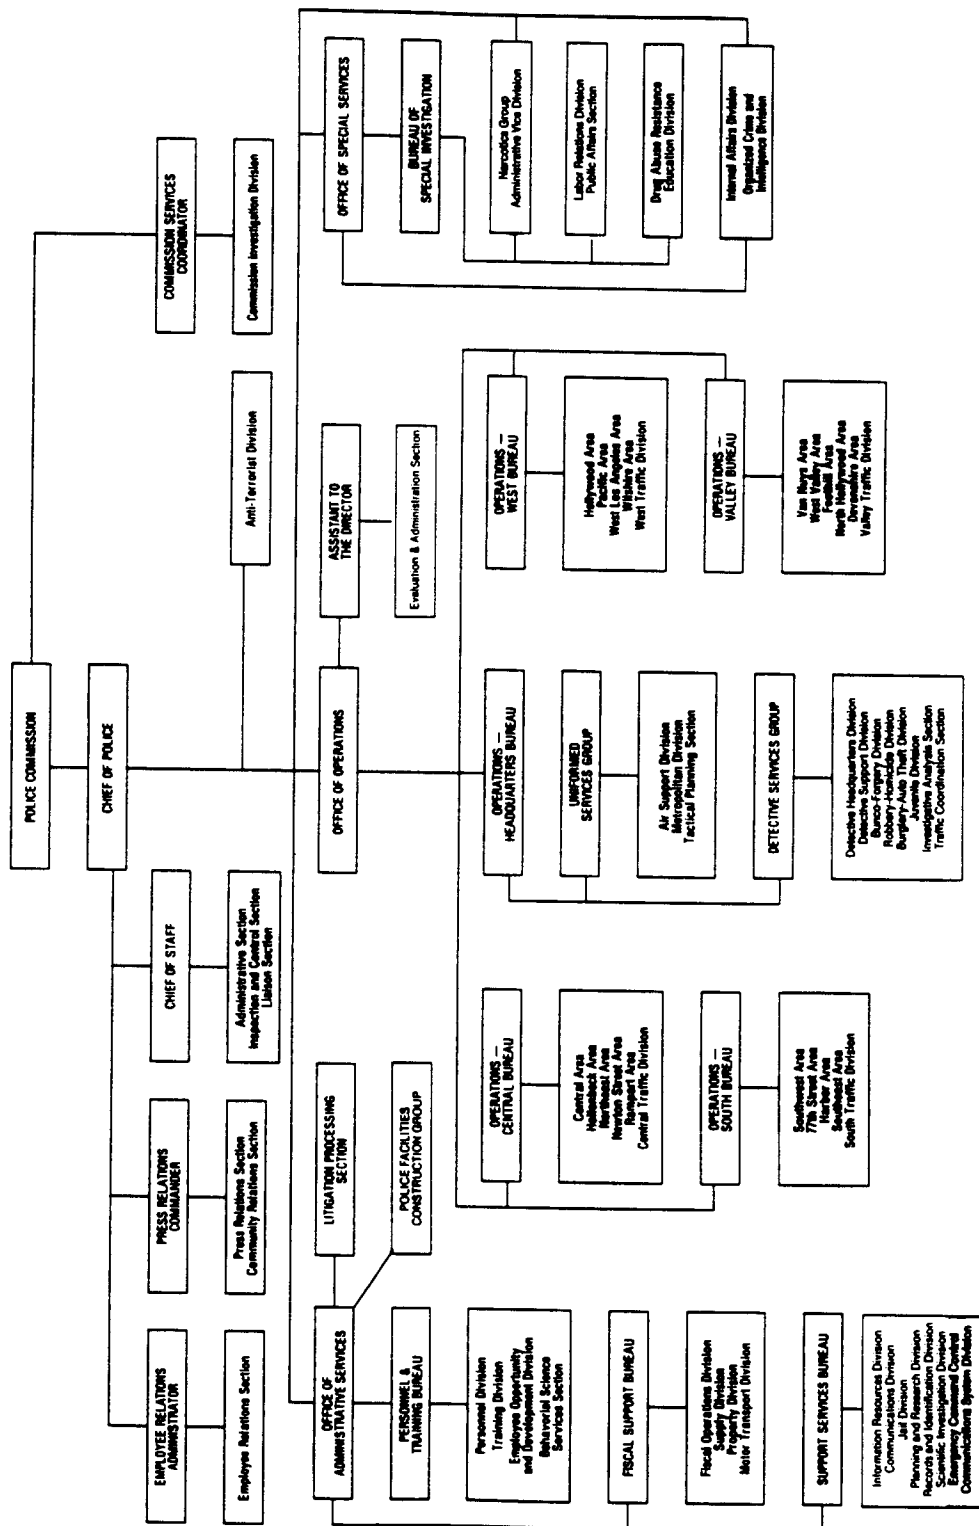 POLICE COMMISSION
CHIEF OF POLICE
COMMISSION SERVICES
COORDINATOR
Commission Investigation Division
EMPLOYEE RELATIONS
ADMINISTRATOR
Employee Relations Section
PRESS RELATIONS
COMMANDER
Press Relations Section
Community Relations Section
CHIEF OF STAFF
Administrative Section
Inspection and Control Section
Liaison Section
Anti-Terrorist Division
OFFICE OF
ADMINISTRATIVE SERVICES
LITIGATION PROCESSING
SECTION
POLICE FACILITIES
CONSTRUCTION GROUP
PERSONNEL &
TRAINING BUREAU
Personnel Division
Training Division
Employee Opportunity
and Development Division
Behavorial Science
Services Section
FISCAL SUPPORT BUREAU
Fiscal Operations Division
Supply Division
Property Division
Motor Transport Division
SUPPORT SERVICES BUREAU
Information Resources Division
Communications Division
Jail Division
Planning and Research Division
Records and Identification Division
Scientific Investigation Division
Emergency Command Control
Communications System Division
OFFICE OF OPERATIONS
ASSISTANT TO
THE DIRECTOR
Evaluation & Administration Section
OPERATIONS —
CENTRAL BUREAU
Central Area
Hollenbeck Area
Northeast Area
Newton Street Area
Rampart Area
Central Traffic Division
OPERATIONS —
SOUTH BUREAU
Southwest Area
77th Street Area
Harbor Area
Southeast Area
South Traffic Division
OPERATIONS —
HEADQUARTERS BUREAU
UNIFORMED
SERVICES GROUP
Air Support Division
Metropolitan Division
Tactical Planning Section
DETECTIVE SERVICES GROUP
Detective Headquarters Division
Detective Support Division
Bunco-Forgery Division
Robbery-Homicide Division
Burglary-Auto Theft Division
Juvenile Division
Investigative Analysis Section
Traffic Coordination Section
OPERATIONS —
WEST BUREAU
Hollywood Area
Pacific Area
West Los Angeles Area
Wilshire Area
West Traffic Division
OPERATIONS —
VALLEY BUREAU
Van Nuys Area
West Valley Area
Foothill Area
North Hollywood Area
Devonshire Area
Valley Traffic Division
OFFICE OF SPECIAL SERVICES
BUREAU OF
SPECIAL INVESTIGATION
Narcotics Group
Administrative Vice Division
Labor Relations Division
Public Affairs Section
Drug Abuse Resistance
Education Division
Internal Affairs Division
Organized Crime and
Intelligence Division